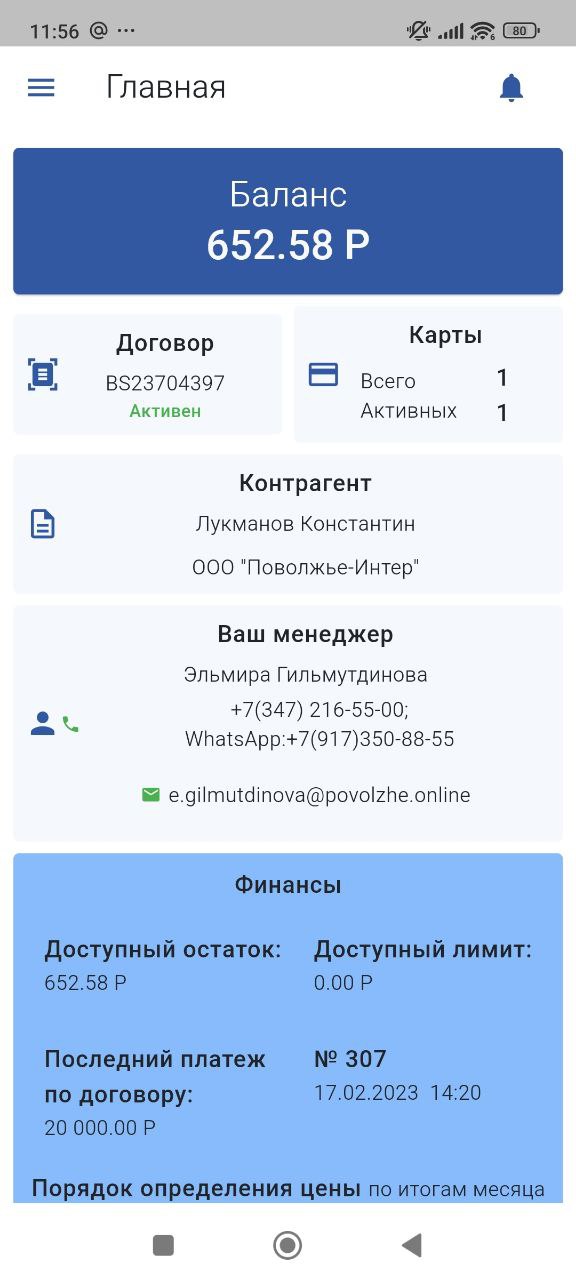 11:56 @ ...
80
Главная
Баланс
652.58 Р
Договор
BS23704397
Активен
Карты
Всего 1
Активных 1
Контрагент
Лукманов Константин
ООО "Поволжье-Интер"
Ваш менеджер
Эльмира Гильмутдинова
+7(347) 216-55-00;
WhatsApp:+7(917)350-88-55
e.gilmutdinova@povolzhe.online
Финансы
Доступный остаток:
652.58 Р
Доступный лимит:
0.00 Р
Последний платеж
по договору:
20 000.00 Р
№ 307
17.02.2023 14:20
Порядок определения цены по итогам месяца